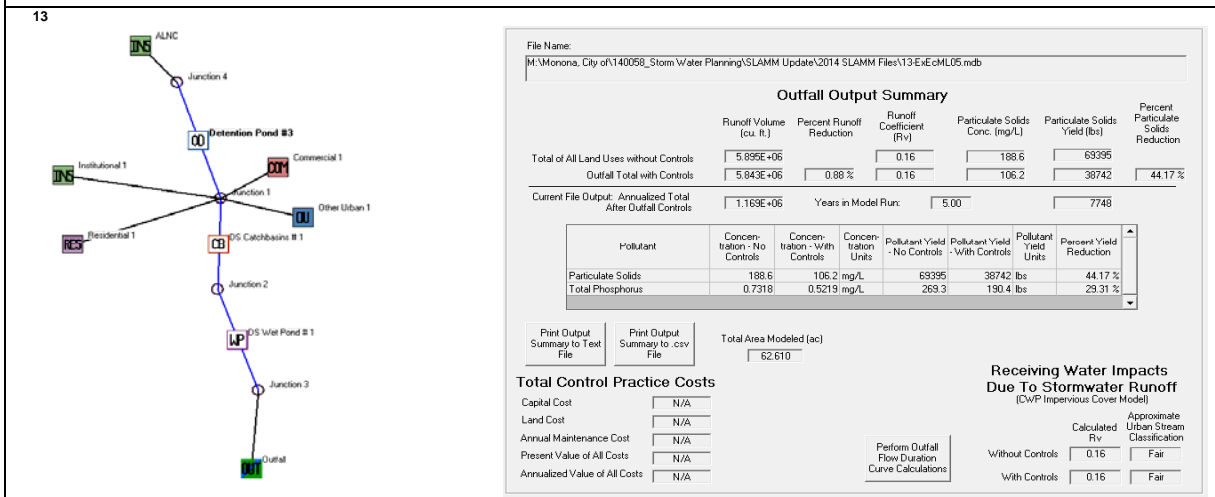 13
INS ALNC
Junction 4
OD Detention Pond #3
Institutional 1
INS
Commercial 1
COM
Junction 1
Other Urban 1
OU
Residential 1
RES
CB DS Catchbasins # 1
Junction 2
WP DS Wet Pond # 1
Junction 3
OUT Outfall
File Name:
M:\Monona, City of\140058_Storm Water Planning\SLAMM Update\2014 SLAMM Files\13-ExEcML05.mdb
Outfall Output Summary
Runoff Volume (cu. ft.) Percent Runoff Reduction Runoff Coefficient (Rv) Particulate Solids Conc. (mg/L) Particulate Solids Yield (lbs) Percent Particulate Solids Reduction
Total of All Land Uses without Controls 5.895E+06 0.16 188.6 69395
Outfall Total with Controls 5.843E+06 0.88 % 0.16 106.2 38742 44.17 %
Current File Output: Annualized Total After Outfall Controls 1.169E+06 Years in Model Run: 5.00 7748
Pollutant Concen-tration - No Controls Concen-tration - With Controls Concen-tration Units Pollutant Yield - No Controls Pollutant Yield - With Controls Pollutant Yield Units Percent Yield Reduction
Particulate Solids 188.6 106.2 mg/L 69395 38742 lbs 44.17 %
Total Phosphorus 0.7318 0.5219 mg/L 269.3 190.4 lbs 29.31 %
Print Output Summary to Text File
Print Output Summary to .csv File
Total Area Modeled (ac)
62.610
Total Control Practice Costs
Capital Cost N/A
Land Cost N/A
Annual Maintenance Cost N/A
Present Value of All Costs N/A
Annualized Value of All Costs N/A
Perform Outfall Flow Duration Curve Calculations
Receiving Water Impacts
Due To Stormwater Runoff
(CWP Impervious Cover Model)
Calculated Rv Approximate Urban Stream Classification
Without Controls 0.16 Fair
With Controls 0.16 Fair